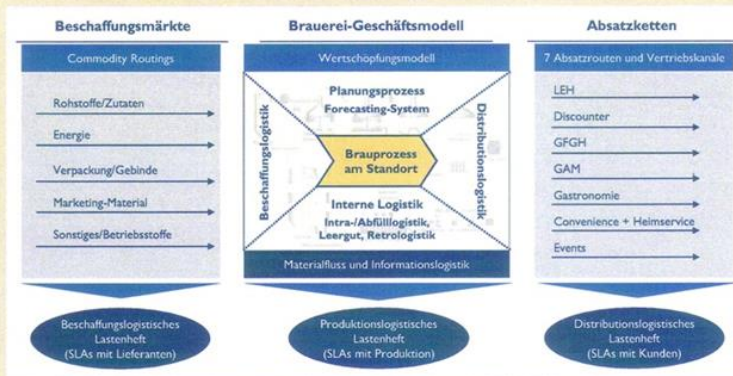 Beschaffungsmärkte
Commodity Routings
Rohstoffe/Zutaten
Energie
Verpackung/Gebinde
Marketing-Material
Sonstiges/Betriebsstoffe
Beschaffungslogistisches
Lastenheft
(SLAs mit Lieferanten)
Brauerei-Geschäftsmodell
Wertschöpfungsmodell
Planungsprozess
Forecasting-System
Beschaffungslogistik
Brauprozess
am Standort
Distributionslogistik
Interne Logistik
Intra-/Abfülllogistik,
Leergut, Retrologistik
Materialfluss und Informationslogistik
Produktionslogistisches
Lastenheft
(SLAs mit Produktion)
Absatzketten
7 Absatzrouten und Vertriebskanäle
LEH
Discounter
GFGH
GAM
Gastronomie
Convenience + Heimservice
Events
Distributionslogistisches
Lastenheft
(SLAs mit Kunden)